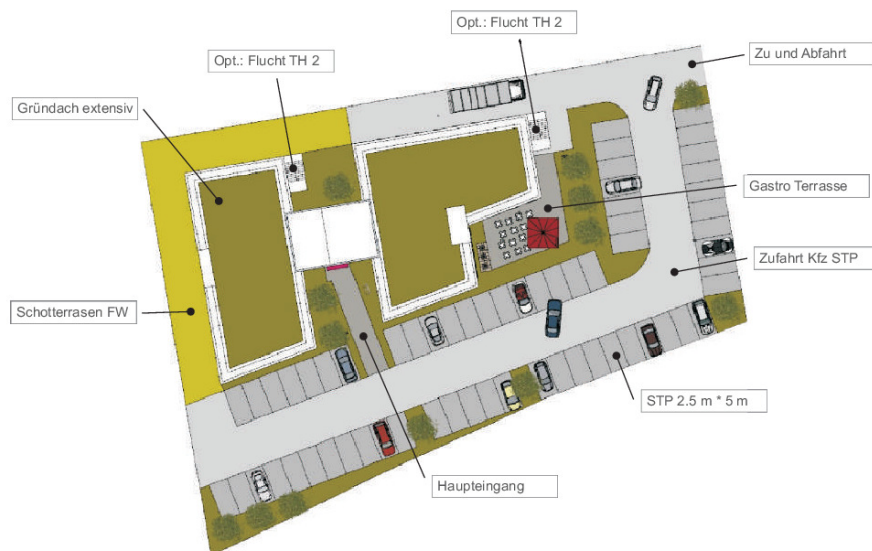 Opt.: Flucht TH 2
Zu und Abfahrt
Opt.: Flucht TH 2
Gründach extensiv
Gastro Terrasse
Zufahrt Kfz STP
Schotterrasen FW
STP 2.5 m * 5 m
Haupteingang